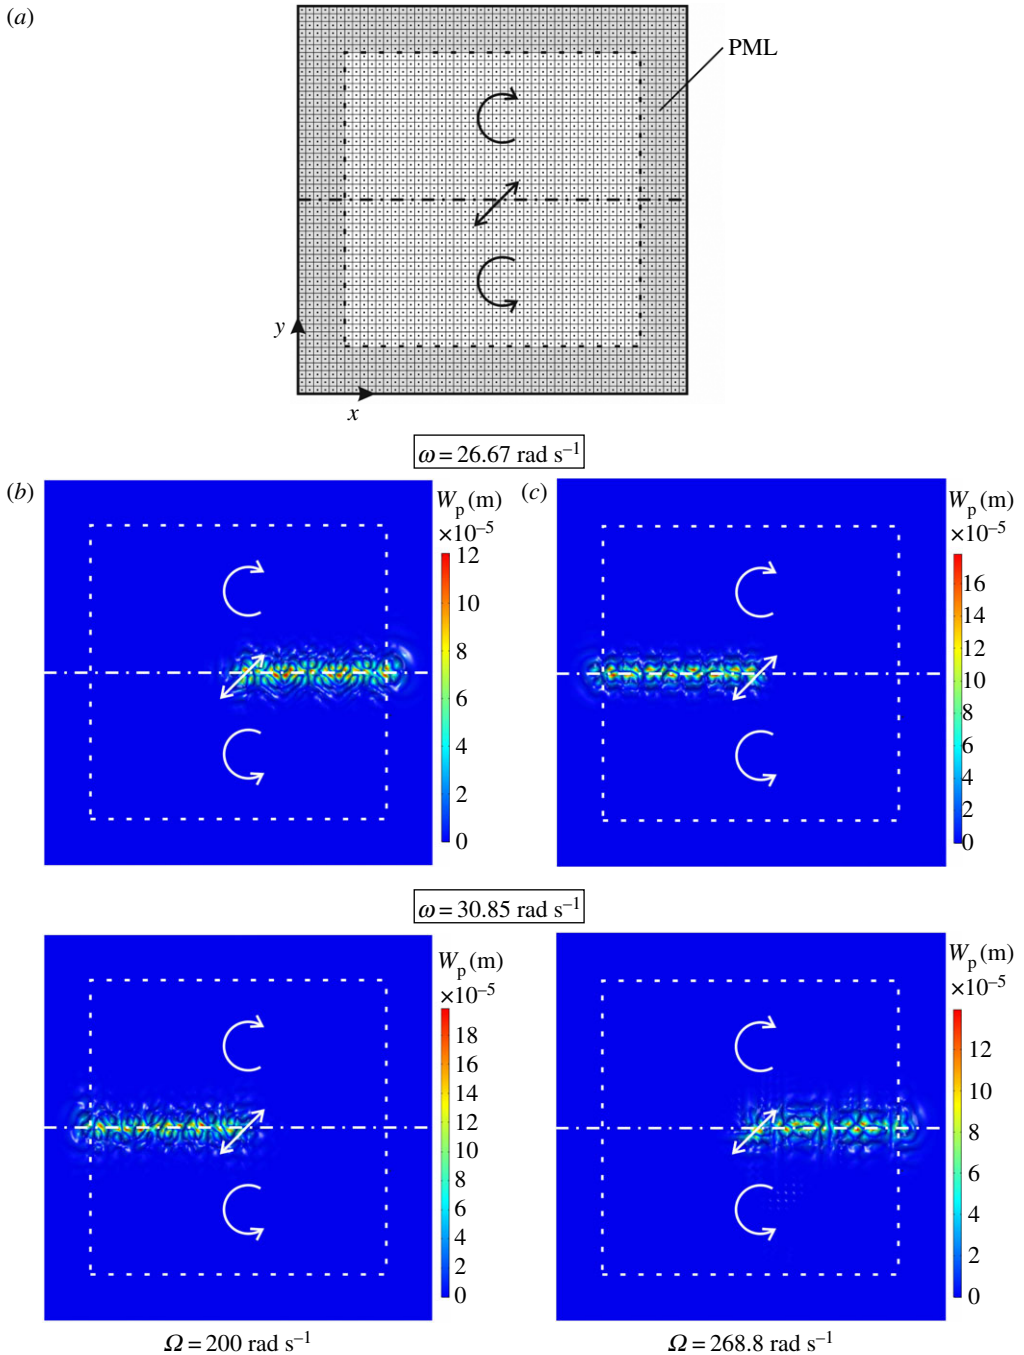 (a)
PML
y
x
ω = 26.67 rad s⁻¹
(b)
W_p (m)
×10⁻⁵
12
10
8
6
4
2
0
(c)
W_p (m)
×10⁻⁵
16
14
12
10
8
6
4
2
0
ω = 30.85 rad s⁻¹
W_p (m)
×10⁻⁵
18
16
14
12
10
8
6
4
2
0
W_p (m)
×10⁻⁵
12
10
8
6
4
2
0
Ω = 200 rad s⁻¹
Ω = 268.8 rad s⁻¹